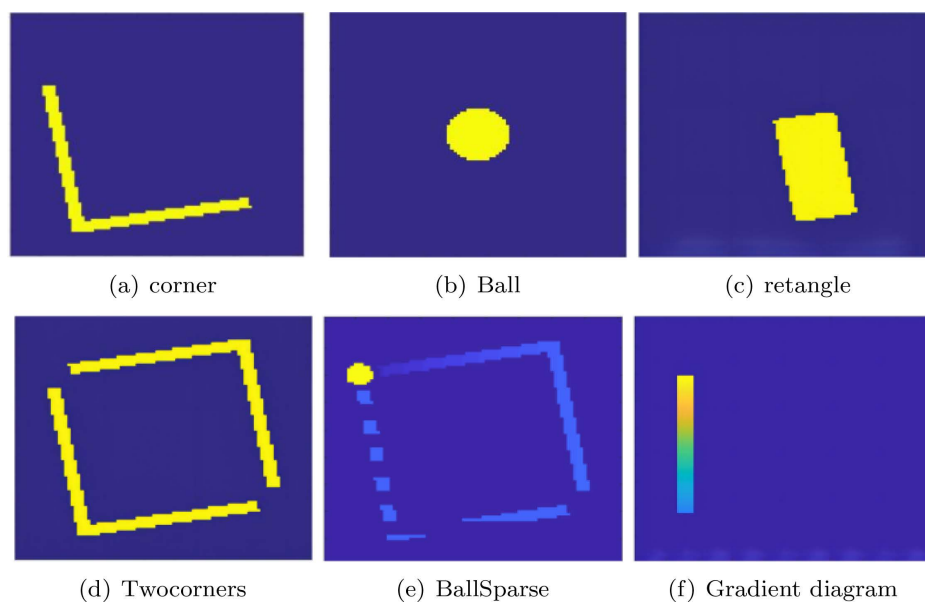 (a) corner
(b) Ball
(c) retangle
(d) Twocorners
(e) BallSparse
(f) Gradient diagram